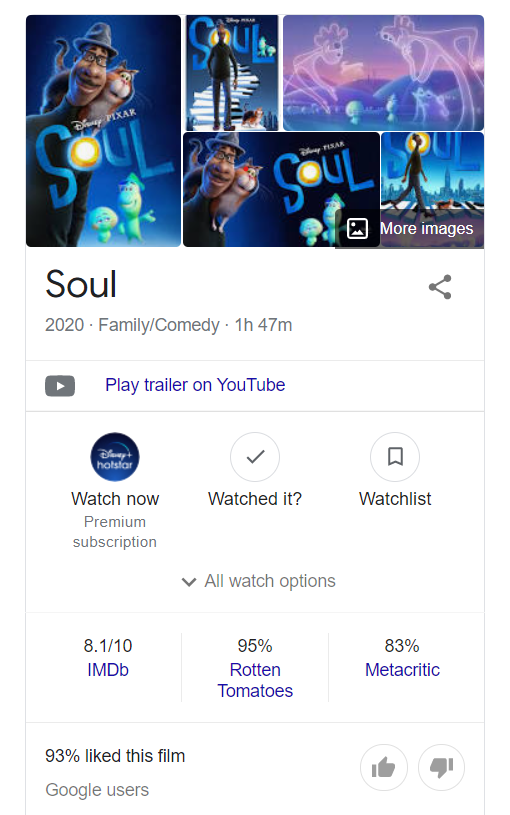 Disney PIXAR
SOUL
SOUL
Disney PIXAR
SOUL
SOUL
More images
Soul
2020 · Family/Comedy · 1h 47m
Play trailer on YouTube
Disney+
hotstar
Watch now
Premium
subscription
Watched it?
Watchlist
All watch options
8.1/10
IMDb
95%
Rotten
Tomatoes
83%
Metacritic
93% liked this film
Google users